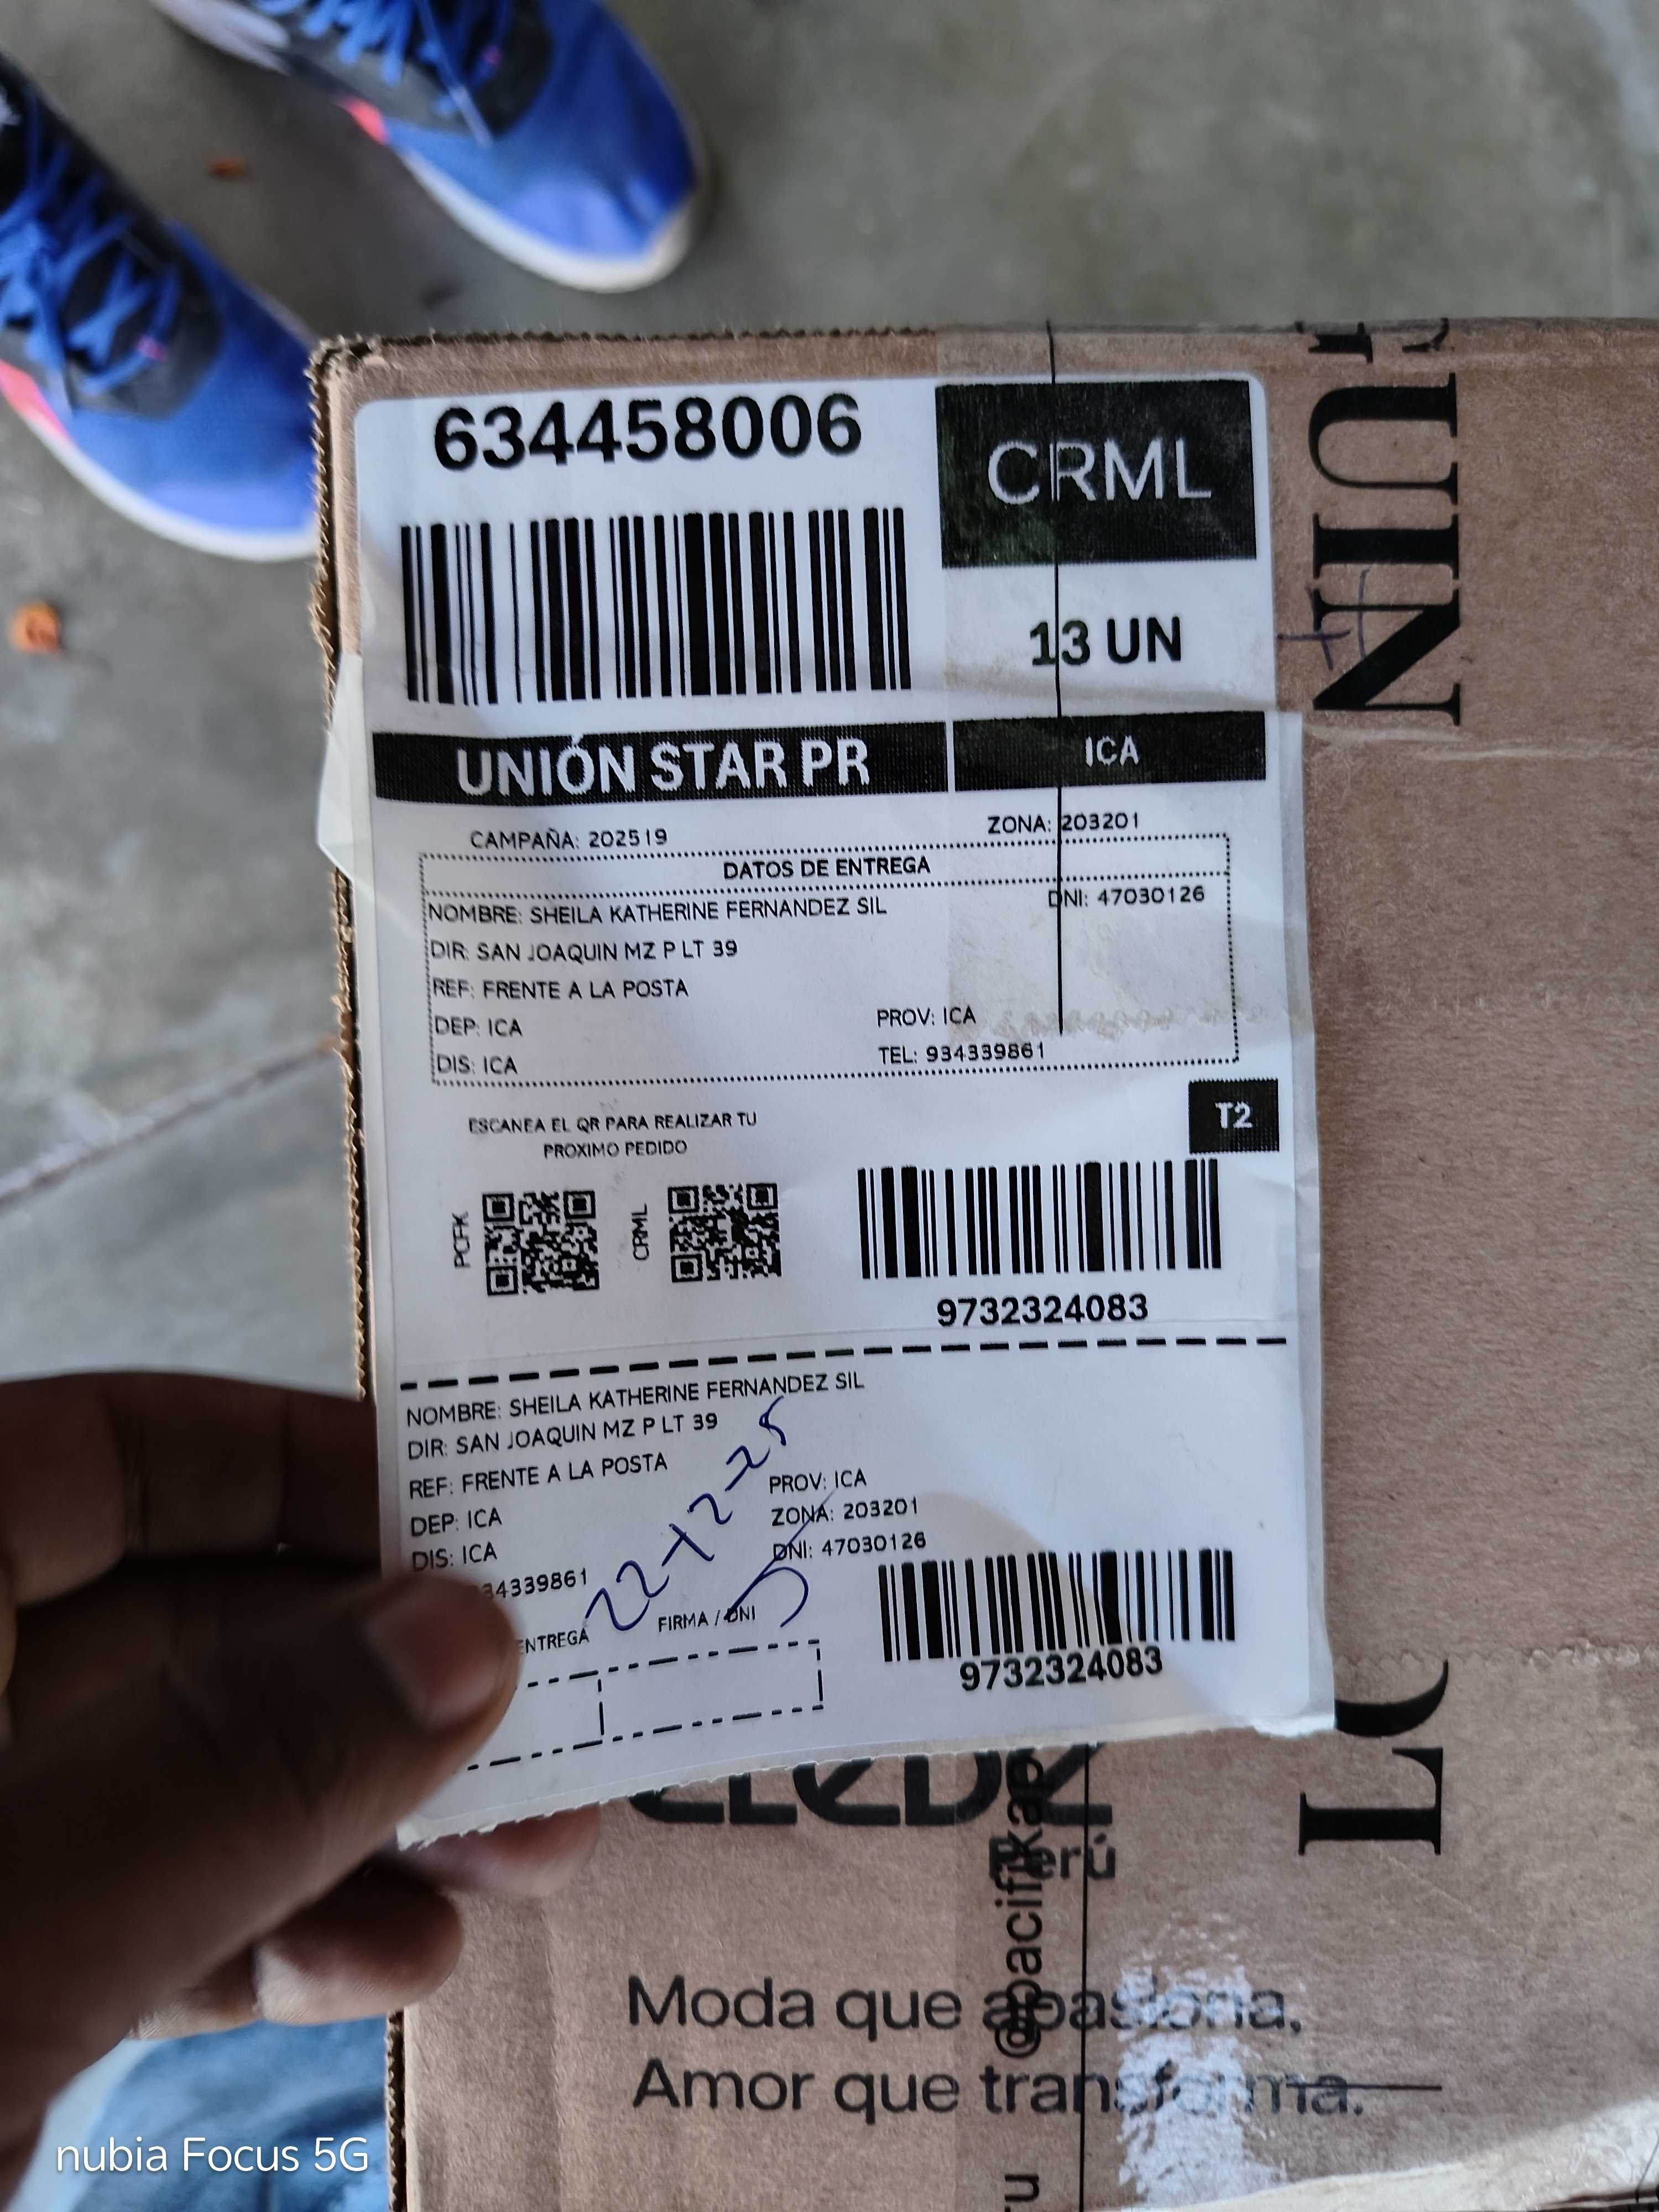 634458006
CRML
13 UN
UNIÓN STAR PR
ICA
CAMPAÑA: 202519
ZONA: 203201
DATOS DE ENTREGA
NOMBRE: SHEILA KATHERINE FERNANDEZ SIL
DNI: 47030126
DIR: SAN JOAQUIN MZ P LT 39
REF: FRENTE A LA POSTA
DEP: ICA
PROV: ICA
DIS: ICA
TEL: 934339861
T2
ESCANEA EL QR PARA REALIZAR TU
PROXIMO PEDIDO
PCFK
CRML
9732324083
NOMBRE: SHEILA KATHERINE FERNANDEZ SIL
DIR: SAN JOAQUIN MZ P LT 39
REF: FRENTE A LA POSTA
DEP: ICA
PROV: ICA
DIS: ICA
ZONA: 203201
34339861
DNI: 47030126
22-12-25
ENTREGA
FIRMA / DNI
9732324083
UIN
Perú
@pacifikap
Moda que apasiona,
Amor que transforma.
nubia Focus 5G